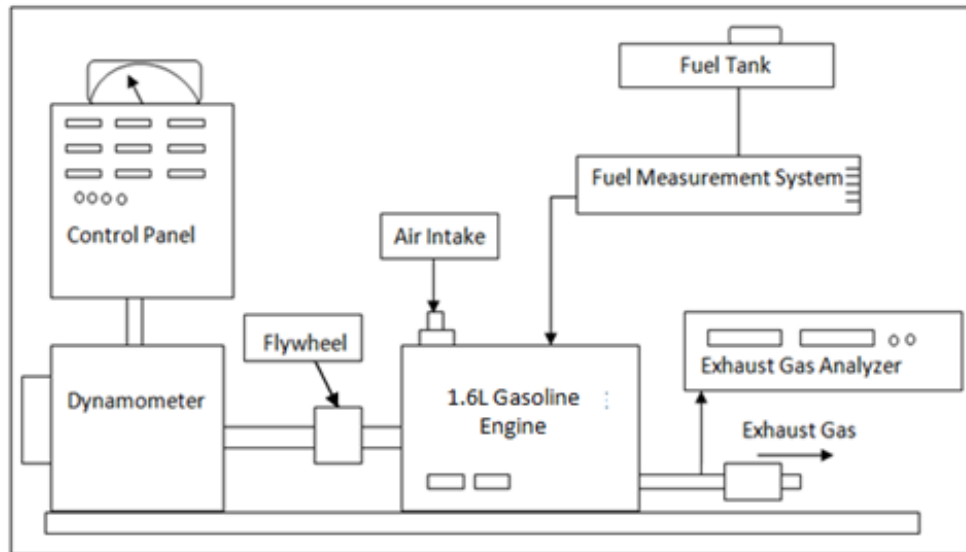 Fuel Tank
Fuel Measurement System
Control Panel
Air Intake
Flywheel
Exhaust Gas Analyzer
Dynamometer
1.6L Gasoline
Engine
Exhaust Gas